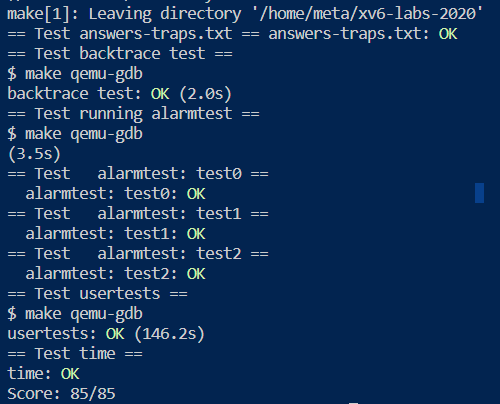 make[1]: Leaving directory '/home/meta/xv6-labs-2020'
== Test answers-traps.txt == answers-traps.txt: OK
== Test backtrace test ==
$ make qemu-gdb
backtrace test: OK (2.0s)
== Test running alarmtest ==
$ make qemu-gdb
(3.5s)
== Test   alarmtest: test0 ==
  alarmtest: test0: OK
== Test   alarmtest: test1 ==
  alarmtest: test1: OK
== Test   alarmtest: test2 ==
  alarmtest: test2: OK
== Test usertests ==
$ make qemu-gdb
usertests: OK (146.2s)
== Test time ==
time: OK
Score: 85/85